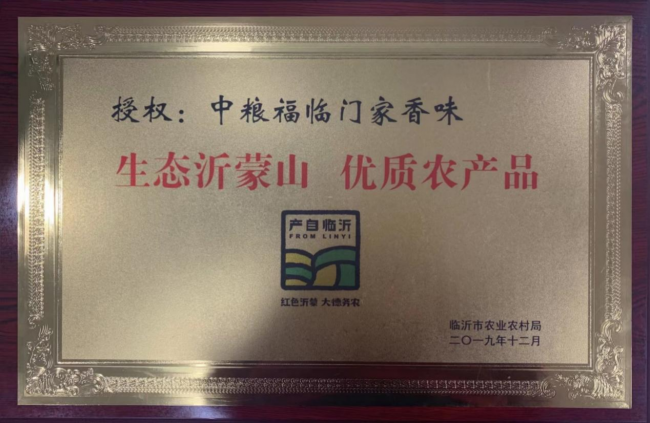 授权：中粮福临门家香味
生态沂蒙山 优质农产品
产自临沂
FROM LINYI
红色沂蒙 大德务农
临沂市农业农村局
二〇一九年十二月